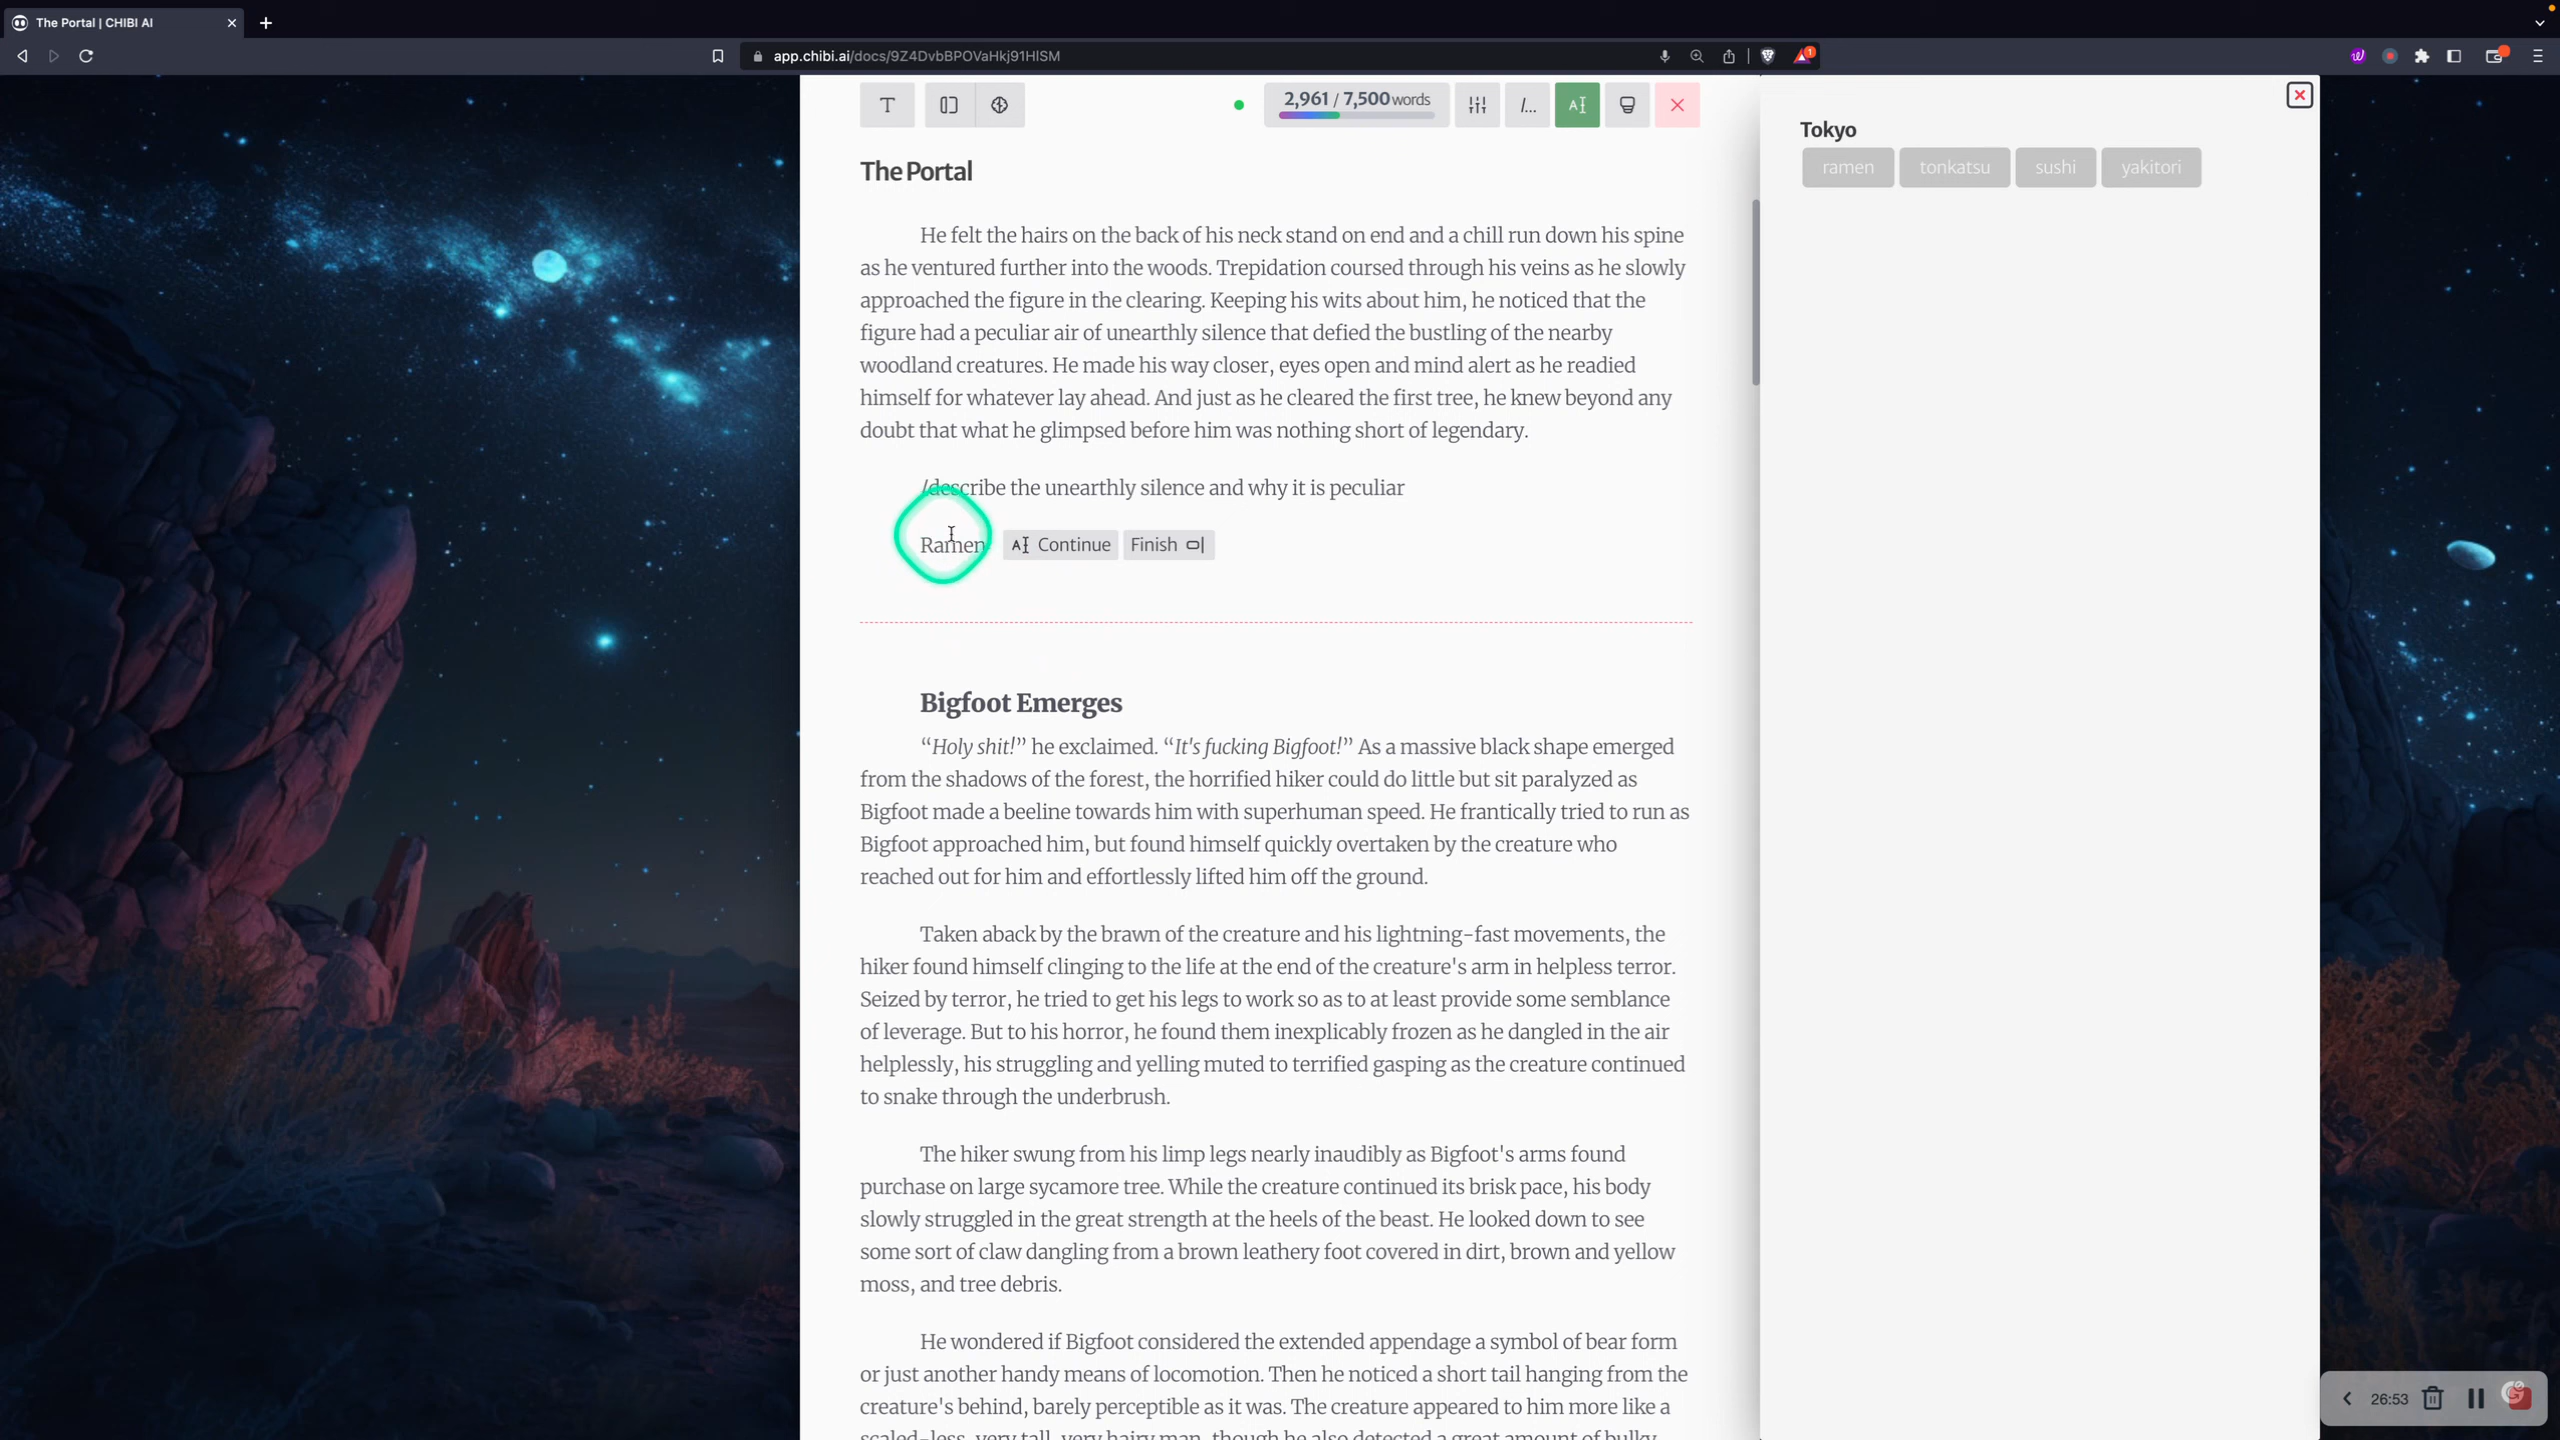 The Portal | CHIBI AI
app.chibi.ai/docs/9Z4DvbBPOVaHkj91HlSM
1
T
2,961 / 7,500 words
/...
AI
The Portal
He felt the hairs on the back of his neck stand on end and a chill run down his spine
as he ventured further into the woods. Trepidation coursed through his veins as he slowly
approached the figure in the clearing. Keeping his wits about him, he noticed that the
figure had a peculiar air of unearthly silence that defied the bustling of the nearby
woodland creatures. He made his way closer, eyes open and mind alert as he readied
himself for whatever lay ahead. And just as he cleared the first tree, he knew beyond any
doubt that what he glimpsed before him was nothing short of legendary.
/describe the unearthly silence and why it is peculiar
Ramen AI Continue Finish
Bigfoot Emerges
“Holy shit!” he exclaimed. “It's fucking Bigfoot!” As a massive black shape emerged
from the shadows of the forest, the horrified hiker could do little but sit paralyzed as
Bigfoot made a beeline towards him with superhuman speed. He frantically tried to run as
Bigfoot approached him, but found himself quickly overtaken by the creature who
reached out for him and effortlessly lifted him off the ground.
Taken aback by the brawn of the creature and his lightning-fast movements, the
hiker found himself clinging to the life at the end of the creature's arm in helpless terror.
Seized by terror, he tried to get his legs to work so as to at least provide some semblance
of leverage. But to his horror, he found them inexplicably frozen as he dangled in the air
helplessly, his struggling and yelling muted to terrified gasping as the creature continued
to snake through the underbrush.
The hiker swung from his limp legs nearly inaudibly as Bigfoot's arms found
purchase on large sycamore tree. While the creature continued its brisk pace, his body
slowly struggled in the great strength at the heels of the beast. He looked down to see
some sort of claw dangling from a brown leathery foot covered in dirt, brown and yellow
moss, and tree debris.
He wondered if Bigfoot considered the extended appendage a symbol of bear form
or just another handy means of locomotion. Then he noticed a short tail hanging from the
creature's behind, barely perceptible as it was. The creature appeared to him more like a
scaled-less, very tall, very hairy man, though he also detected a great amount of bulky
Tokyo
ramen tonkatsu sushi yakitori
26:53